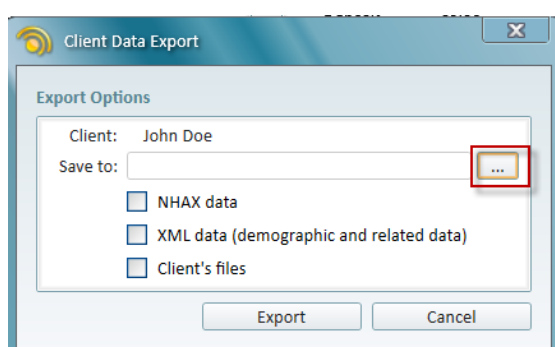 Client Data Export
Export Options
Client: John Doe
Save to: ...
NHAX data
XML data (demographic and related data)
Client's files
Export Cancel